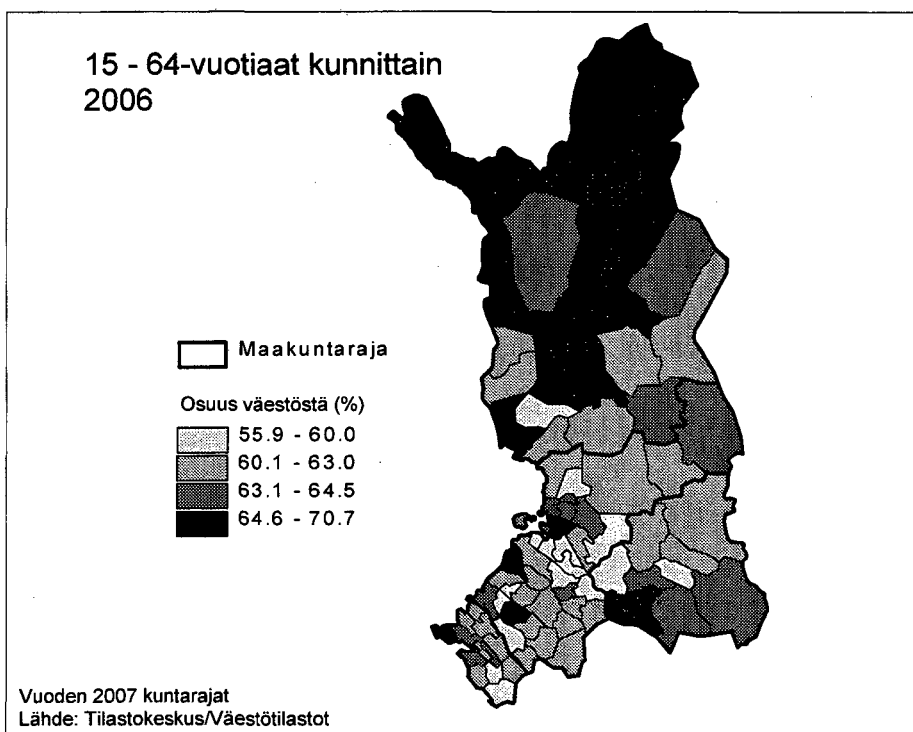 15 - 64-vuotiaat kunnittain
2006
Maakuntaraja
Osuus väestöstä (%)
55.9 - 60.0
60.1 - 63.0
63.1 - 64.5
64.6 - 70.7
Vuoden 2007 kuntarajat
Lähde: Tilastokeskus/Väestötilastot